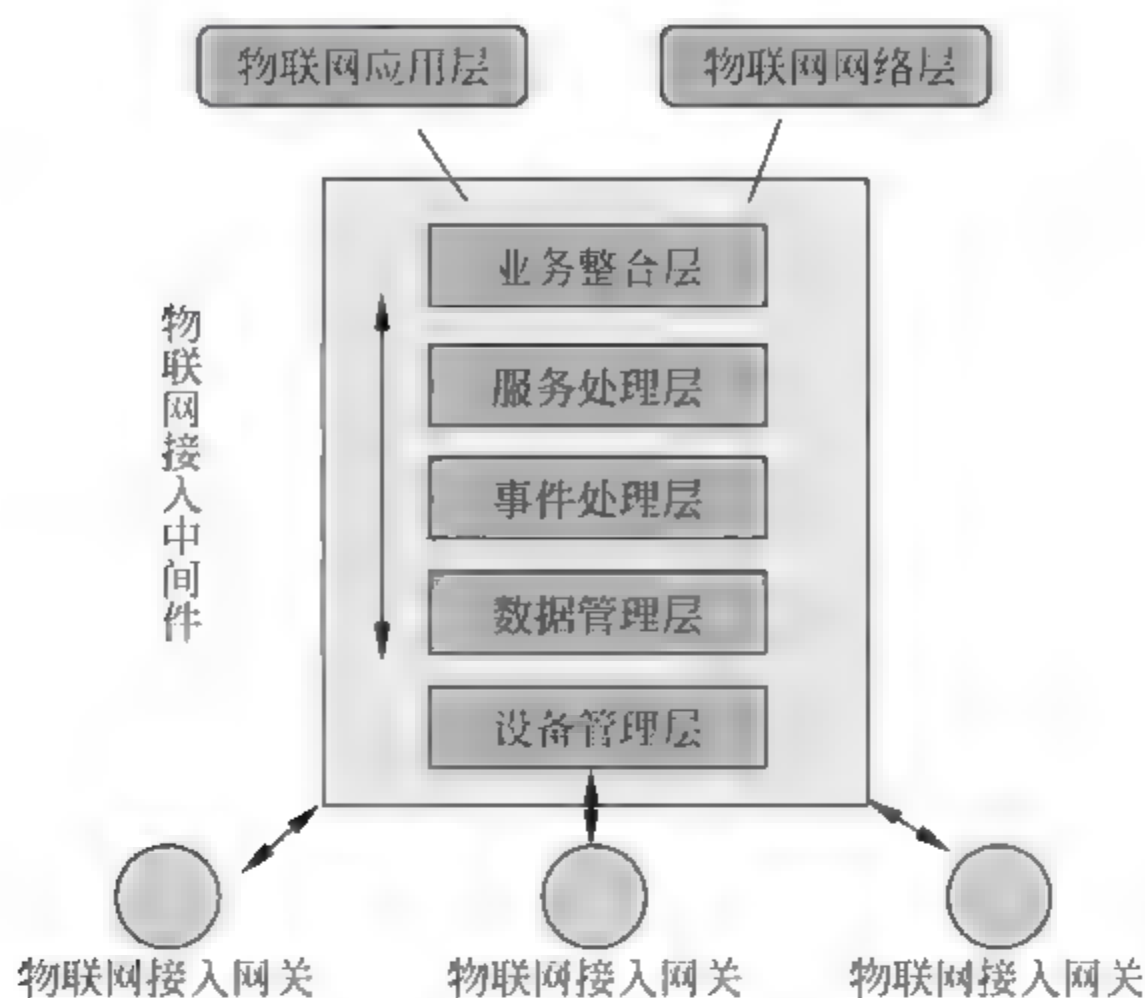 物联网应用层
物联网网络层
业务整台层
服务处理层
事件处理层
数据管理层
设备管理层
物联网接入中间件
物联网接入网关
物联网接入网关
物联网接入网关